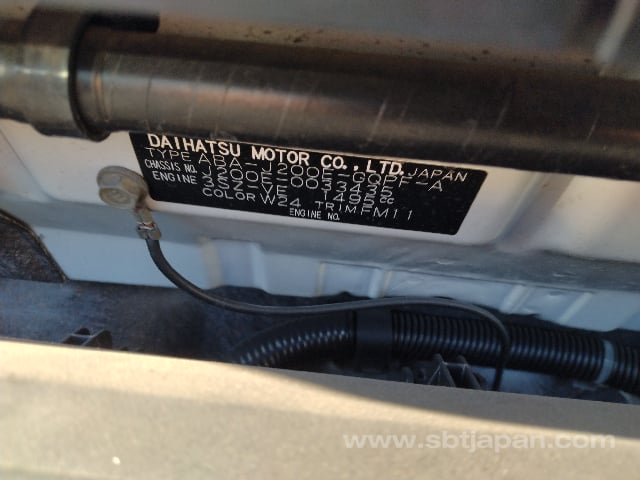 DAIHATSU MOTOR CO., LTD. JAPAN
TYPE ABA-J200E-GQPF-A
CHASSIS NO. J200E-
ENGINE 3SZ-VE 1495cc
COLOR W24 TRIM FM11
ENGINE NO.
www.sbtjapan.com